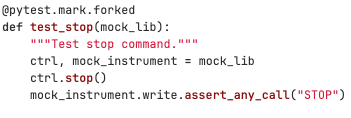 @pytest.mark.forked
def test_stop(mock_lib):
    """Test stop command."""
    ctrl, mock_instrument = mock_lib
    ctrl.stop()
    mock_instrument.write.assert_any_call("STOP")